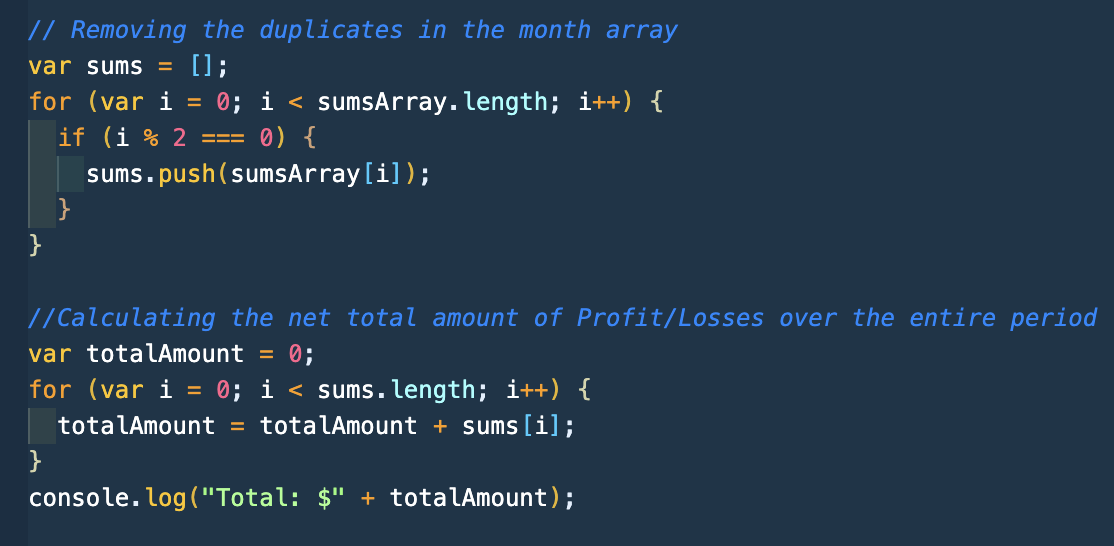 // Removing the duplicates in the month array
var sums = [];
for (var i = 0; i < sumsArray.length; i++) {
  if (i % 2 === 0) {
    sums.push(sumsArray[i]);
  }
}

//Calculating the net total amount of Profit/Losses over the entire period
var totalAmount = 0;
for (var i = 0; i < sums.length; i++) {
  totalAmount = totalAmount + sums[i];
}
console.log("Total: $" + totalAmount);